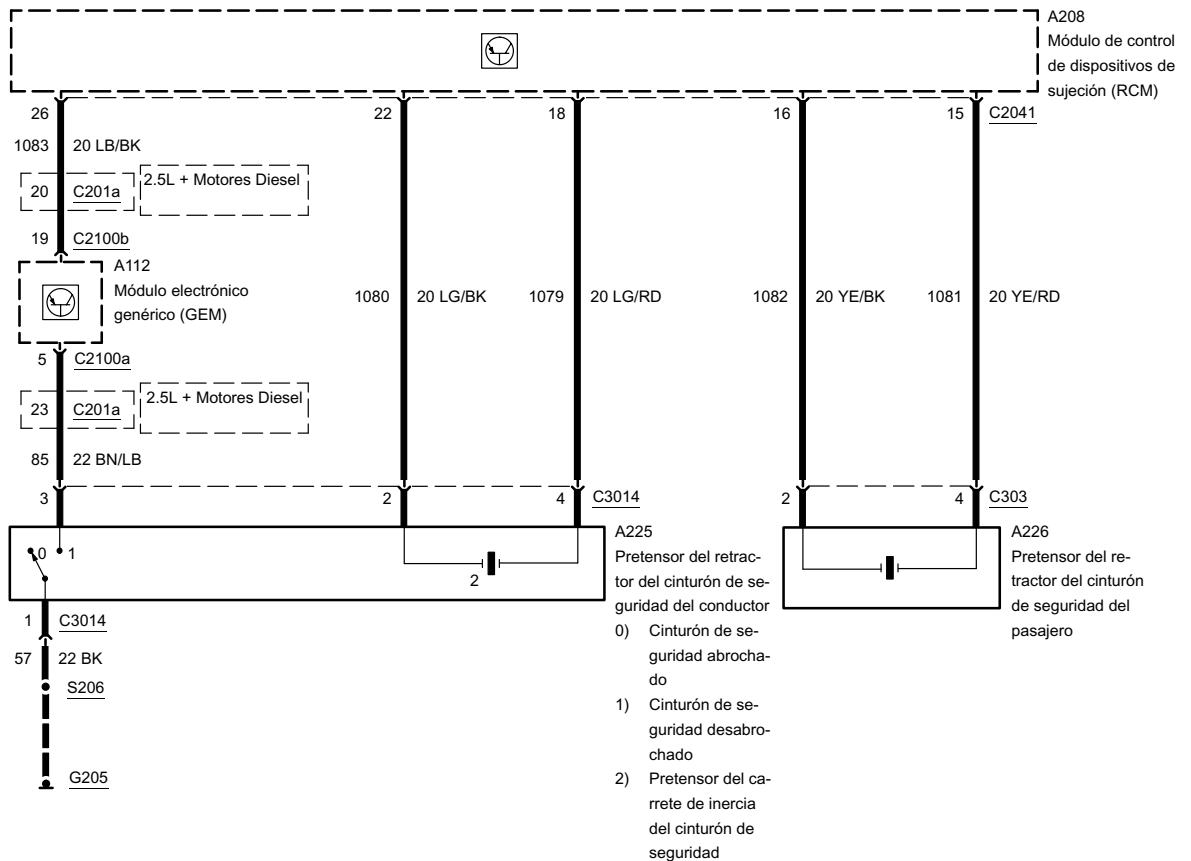 A208
Módulo de control
de dispositivos de
sujeción (RCM)
26
22
18
16
15
C2041
1083
20 LB/BK
20
C201a
2.5L + Motores Diesel
19
C2100b
A112
Módulo electrónico
genérico (GEM)
1080
20 LG/BK
1079
20 LG/RD
1082
20 YE/BK
1081
20 YE/RD
5
C2100a
23
C201a
2.5L + Motores Diesel
85
22 BN/LB
3
2
4
C3014
2
4
C303
0
1
2
A225
Pretensor del retrac-
tor del cinturón de se-
guridad del conductor
0) Cinturón de se-
guridad abrocha-
do
1) Cinturón de se-
guridad desabro-
chado
2) Pretensor del ca-
rrete de inercia
del cinturón de
seguridad
A226
Pretensor del re-
tractor del cinturón
de seguridad del
pasajero
1
C3014
57
22 BK
S206
G205